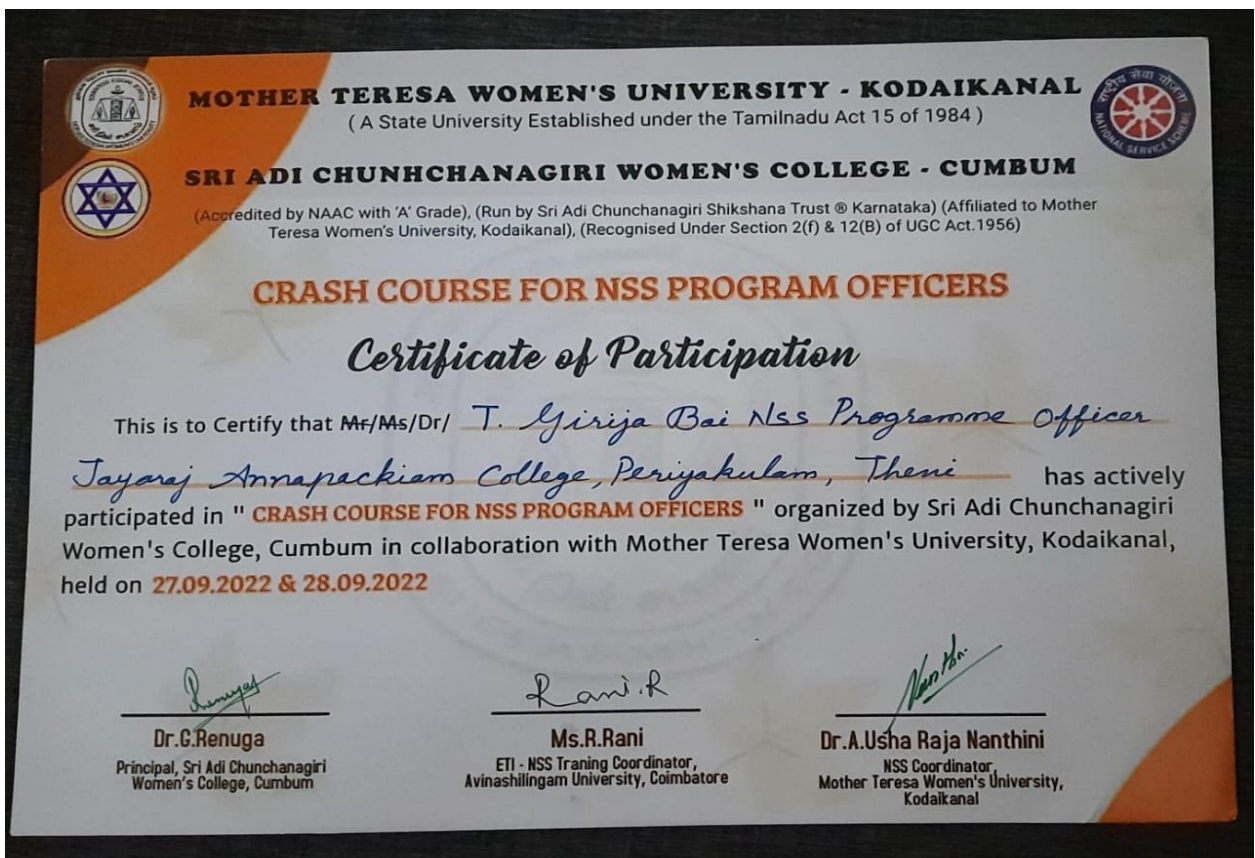 MOTHER TERESA WOMEN'S UNIVERSITY - KODAIKANAL
( A State University Established under the Tamilnadu Act 15 of 1984 )
राष्ट्रीय सेवा योजना
NATIONAL SERVICE SCHEME
SRI ADI CHUNHCHANAGIRI WOMEN'S COLLEGE - CUMBUM
(Accredited by NAAC with 'A' Grade), (Run by Sri Adi Chunchanagiri Shikshana Trust ® Karnataka) (Affiliated to Mother
Teresa Women's University, Kodaikanal), (Recognised Under Section 2(f) & 12(B) of UGC Act.1956)
CRASH COURSE FOR NSS PROGRAM OFFICERS
Certificate of Participation
This is to Certify that Mr/Ms/Dr/ T. Girija Bai Nss Programme Officer
Jayaraj Annapackiam College, Periyakulam, Theni has actively
participated in " CRASH COURSE FOR NSS PROGRAM OFFICERS " organized by Sri Adi Chunchanagiri
Women's College, Cumbum in collaboration with Mother Teresa Women's University, Kodaikanal,
held on 27.09.2022 & 28.09.2022
Rani.R
Dr.G.Renuga
Principal, Sri Adi Chunchanagiri
Women's College, Cumbum
Ms.R.Rani
ETI - NSS Traning Coordinator,
Avinashilingam University, Coimbatore
Dr.A.Usha Raja Nanthini
NSS Coordinator,
Mother Teresa Women's University,
Kodaikanal